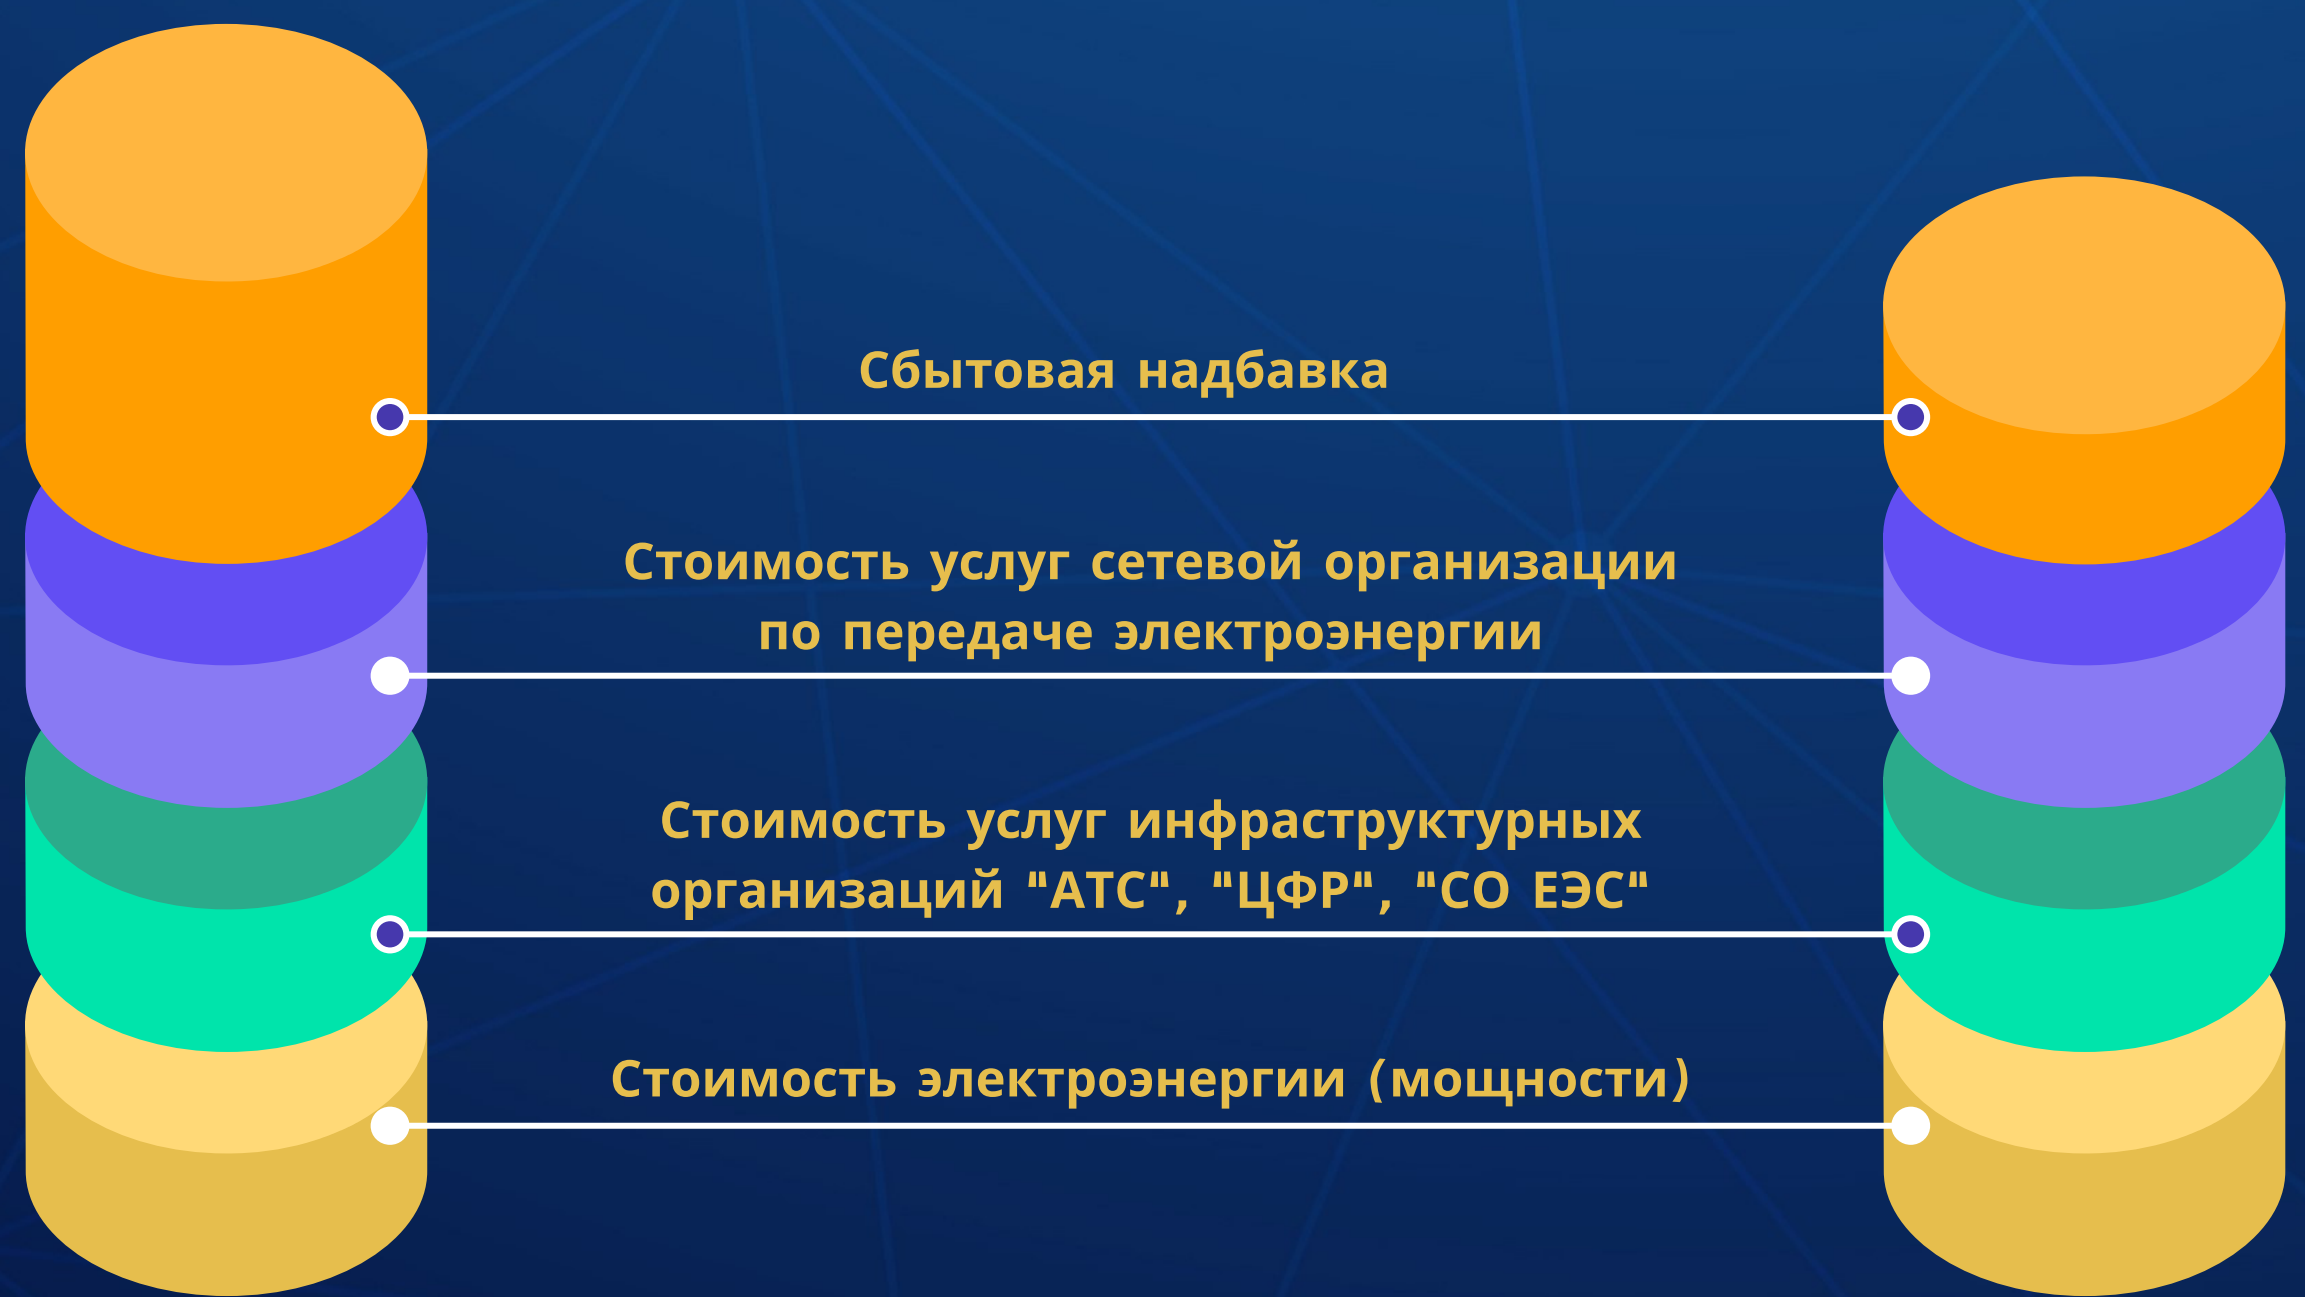 Сбытовая надбавка
Стоимость услуг сетевой организации
по передаче электроэнергии
Стоимость услуг инфраструктурных
организаций "АТС", "ЦФР", "СО ЕЭС"
Стоимость электроэнергии (мощности)